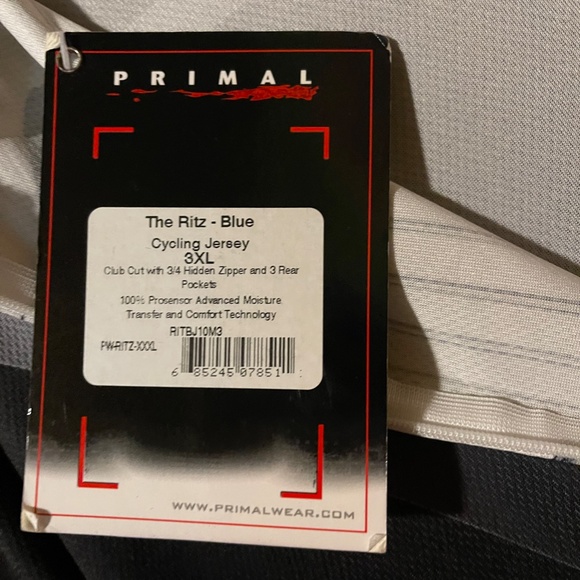 PRIMAL
The Ritz - Blue
Cycling Jersey
3XL
Club Cut with 3/4 Hidden Zipper and 3 Rear
Pockets
100% Prosensor Advanced Moisture
Transfer and Comfort Technology
RITBJ10M3
PW-RITZ-XXXL
6 85245 07851
WWW.PRIMALWEAR.COM